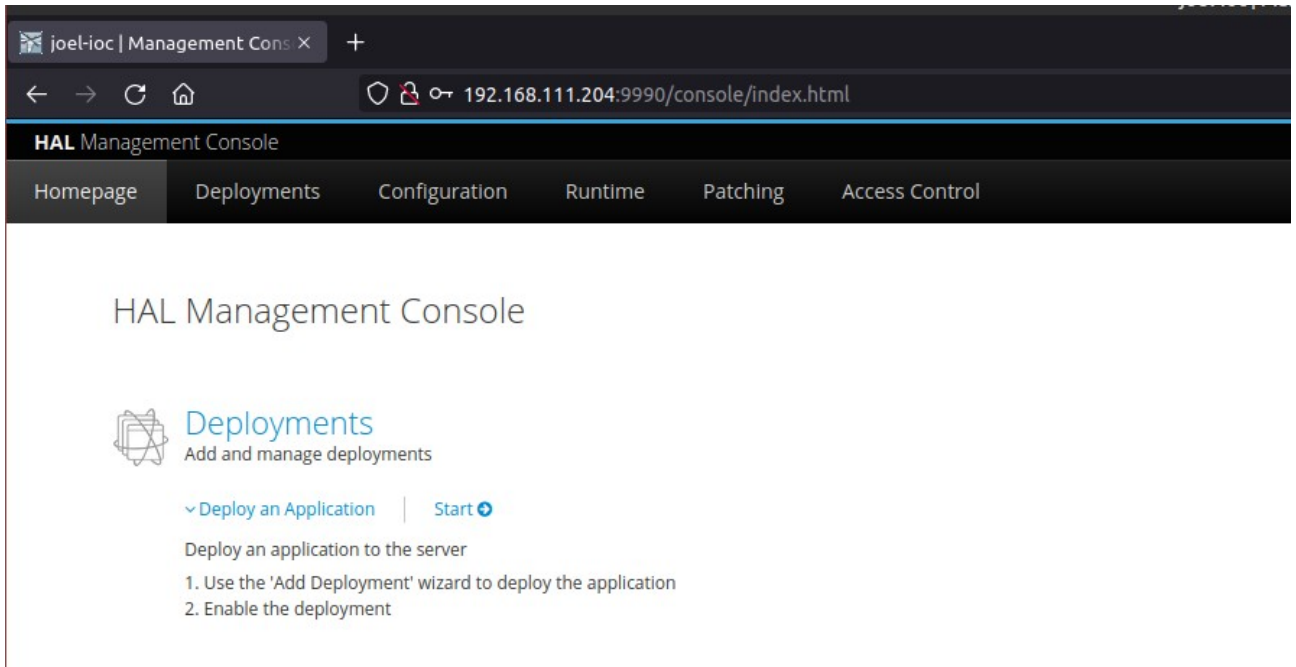 joel-ioc | Management Cons
192.168.111.204:9990/console/index.html
HAL Management Console
Homepage Deployments Configuration Runtime Patching Access Control
HAL Management Console
Deployments
Add and manage deployments
Deploy an Application Start
Deploy an application to the server
1. Use the 'Add Deployment' wizard to deploy the application
2. Enable the deployment